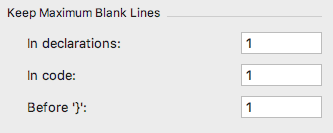 Keep Maximum Blank Lines
In declarations: 1
In code: 1
Before '}': 1